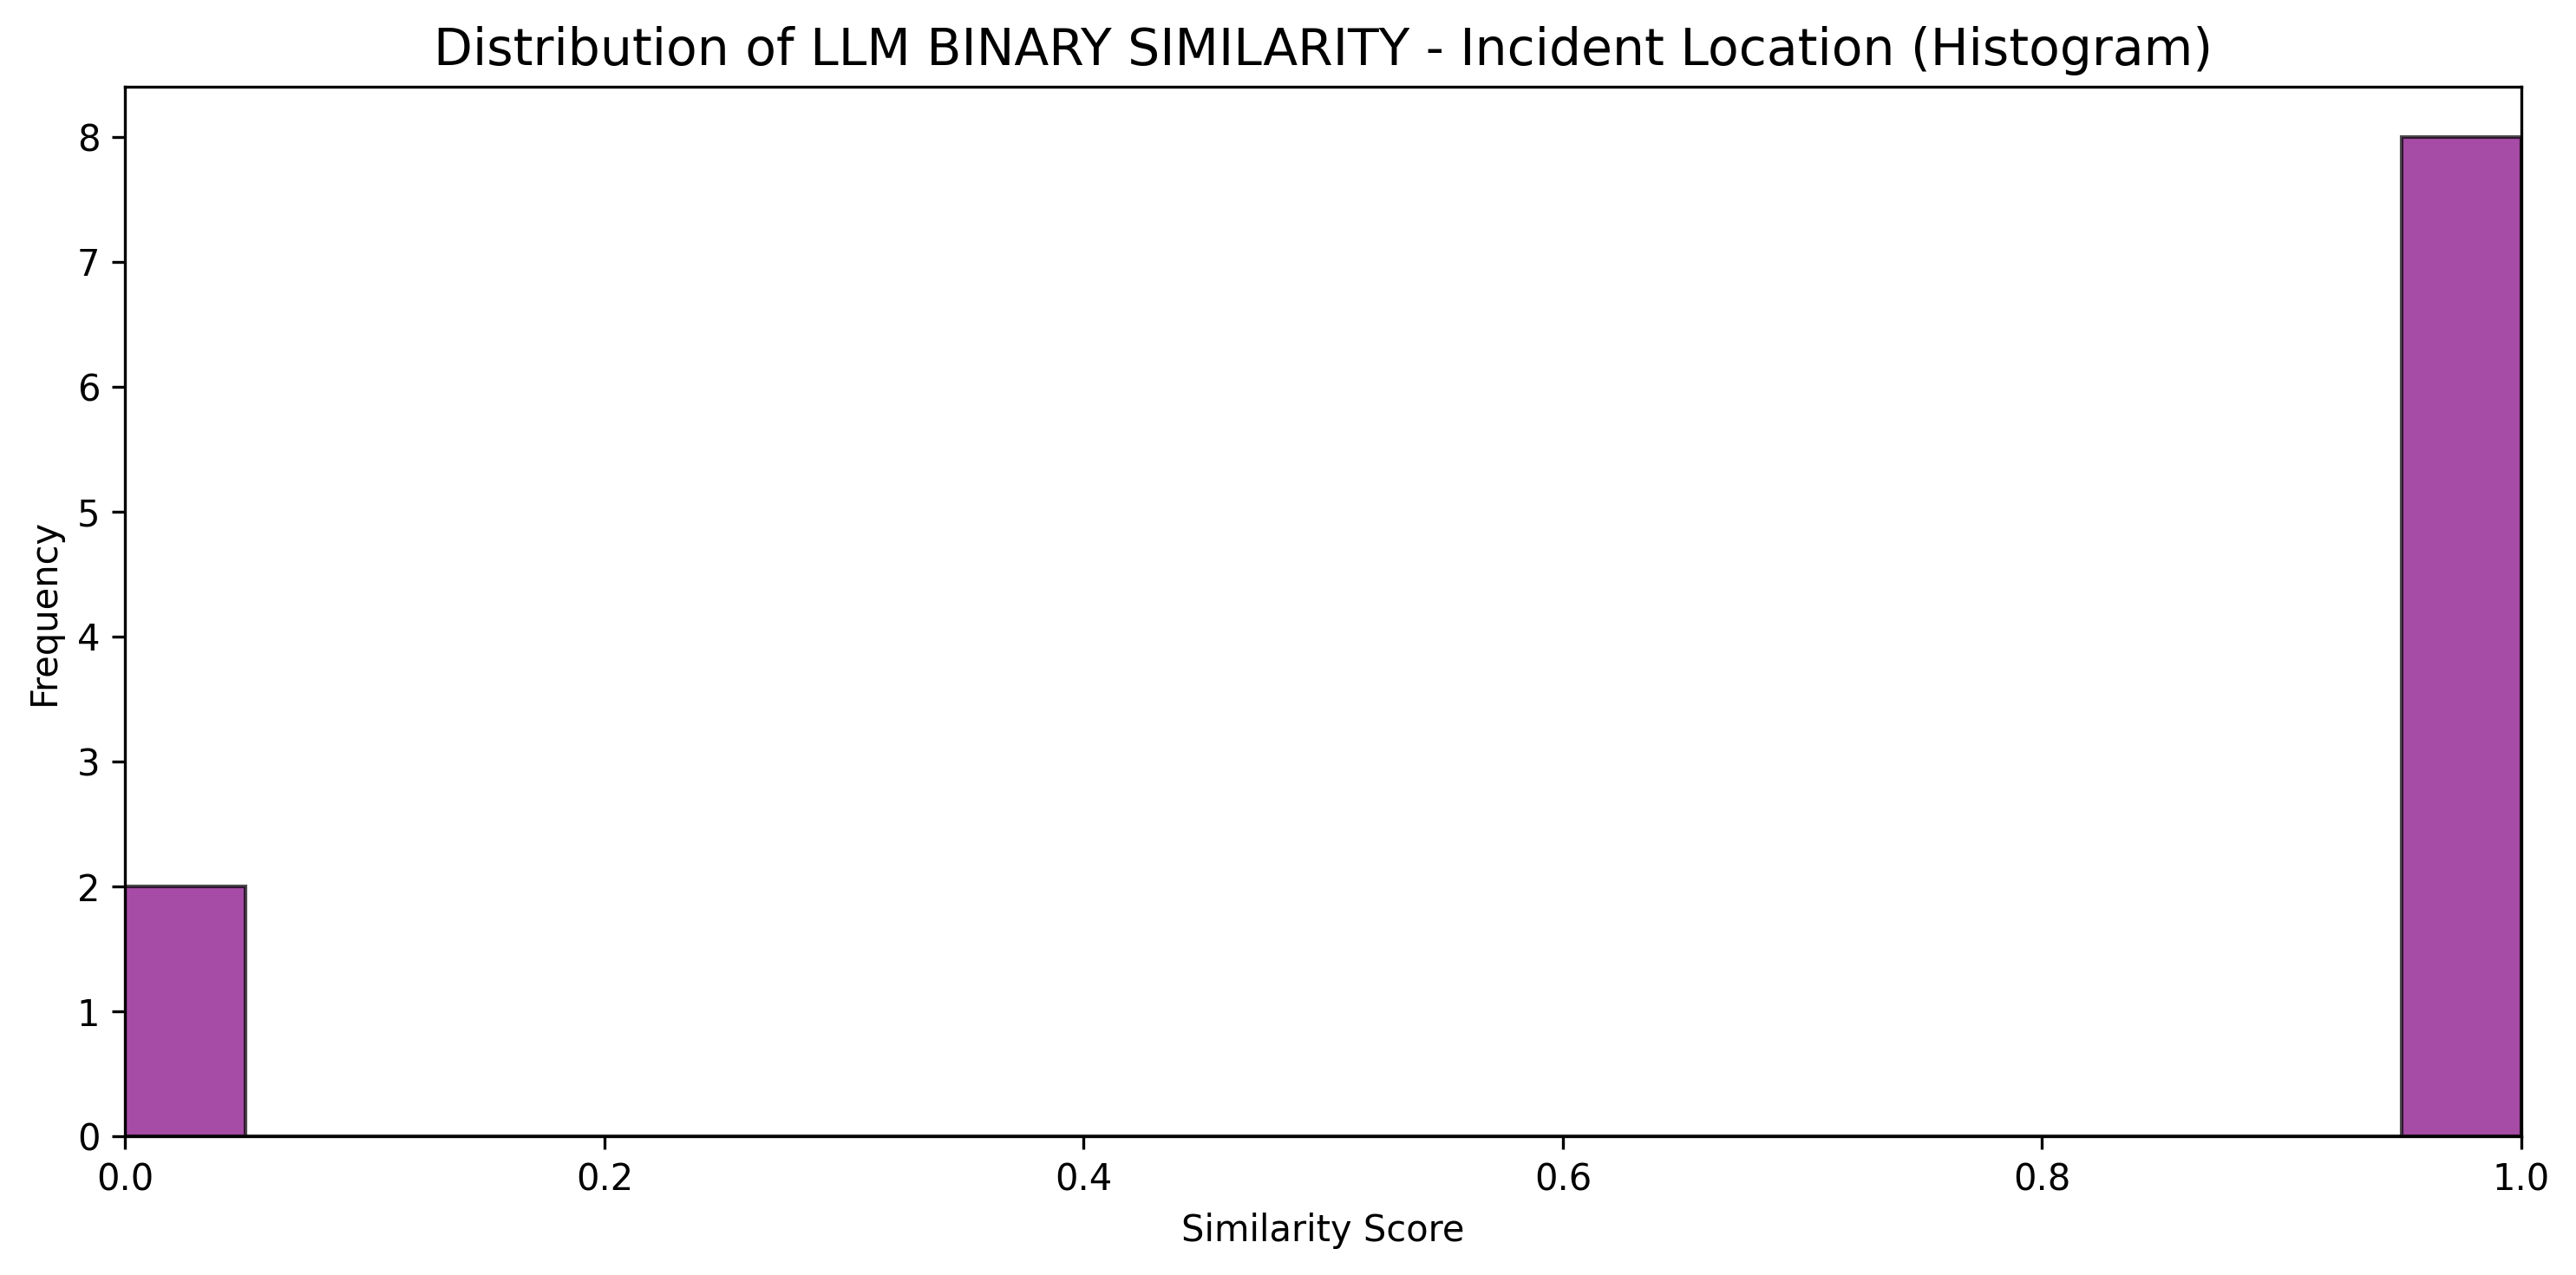 Distribution of LLM BINARY SIMILARITY - Incident Location (Histogram)
8
7
6
5
4
3
2
1
0
Frequency
0.0 0.2 0.4 0.6 0.8 1.0
Similarity Score